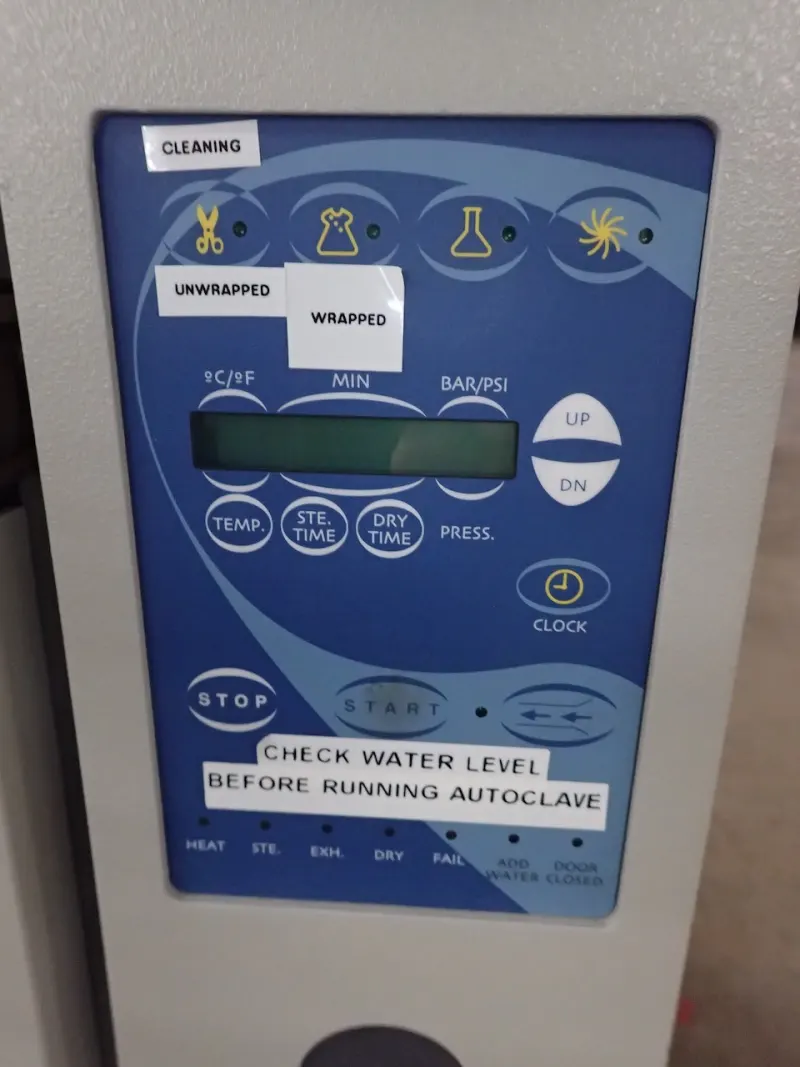 CLEANING
UNWRAPPED
WRAPPED
ºC/ºF MIN BAR/PSI
UP
DN
TEMP. STE. TIME DRY TIME PRESS.
CLOCK
STOP START
CHECK WATER LEVEL
BEFORE RUNNING AUTOCLAVE
HEAT STE. EXH. DRY FAIL ADD WATER DOOR CLOSED